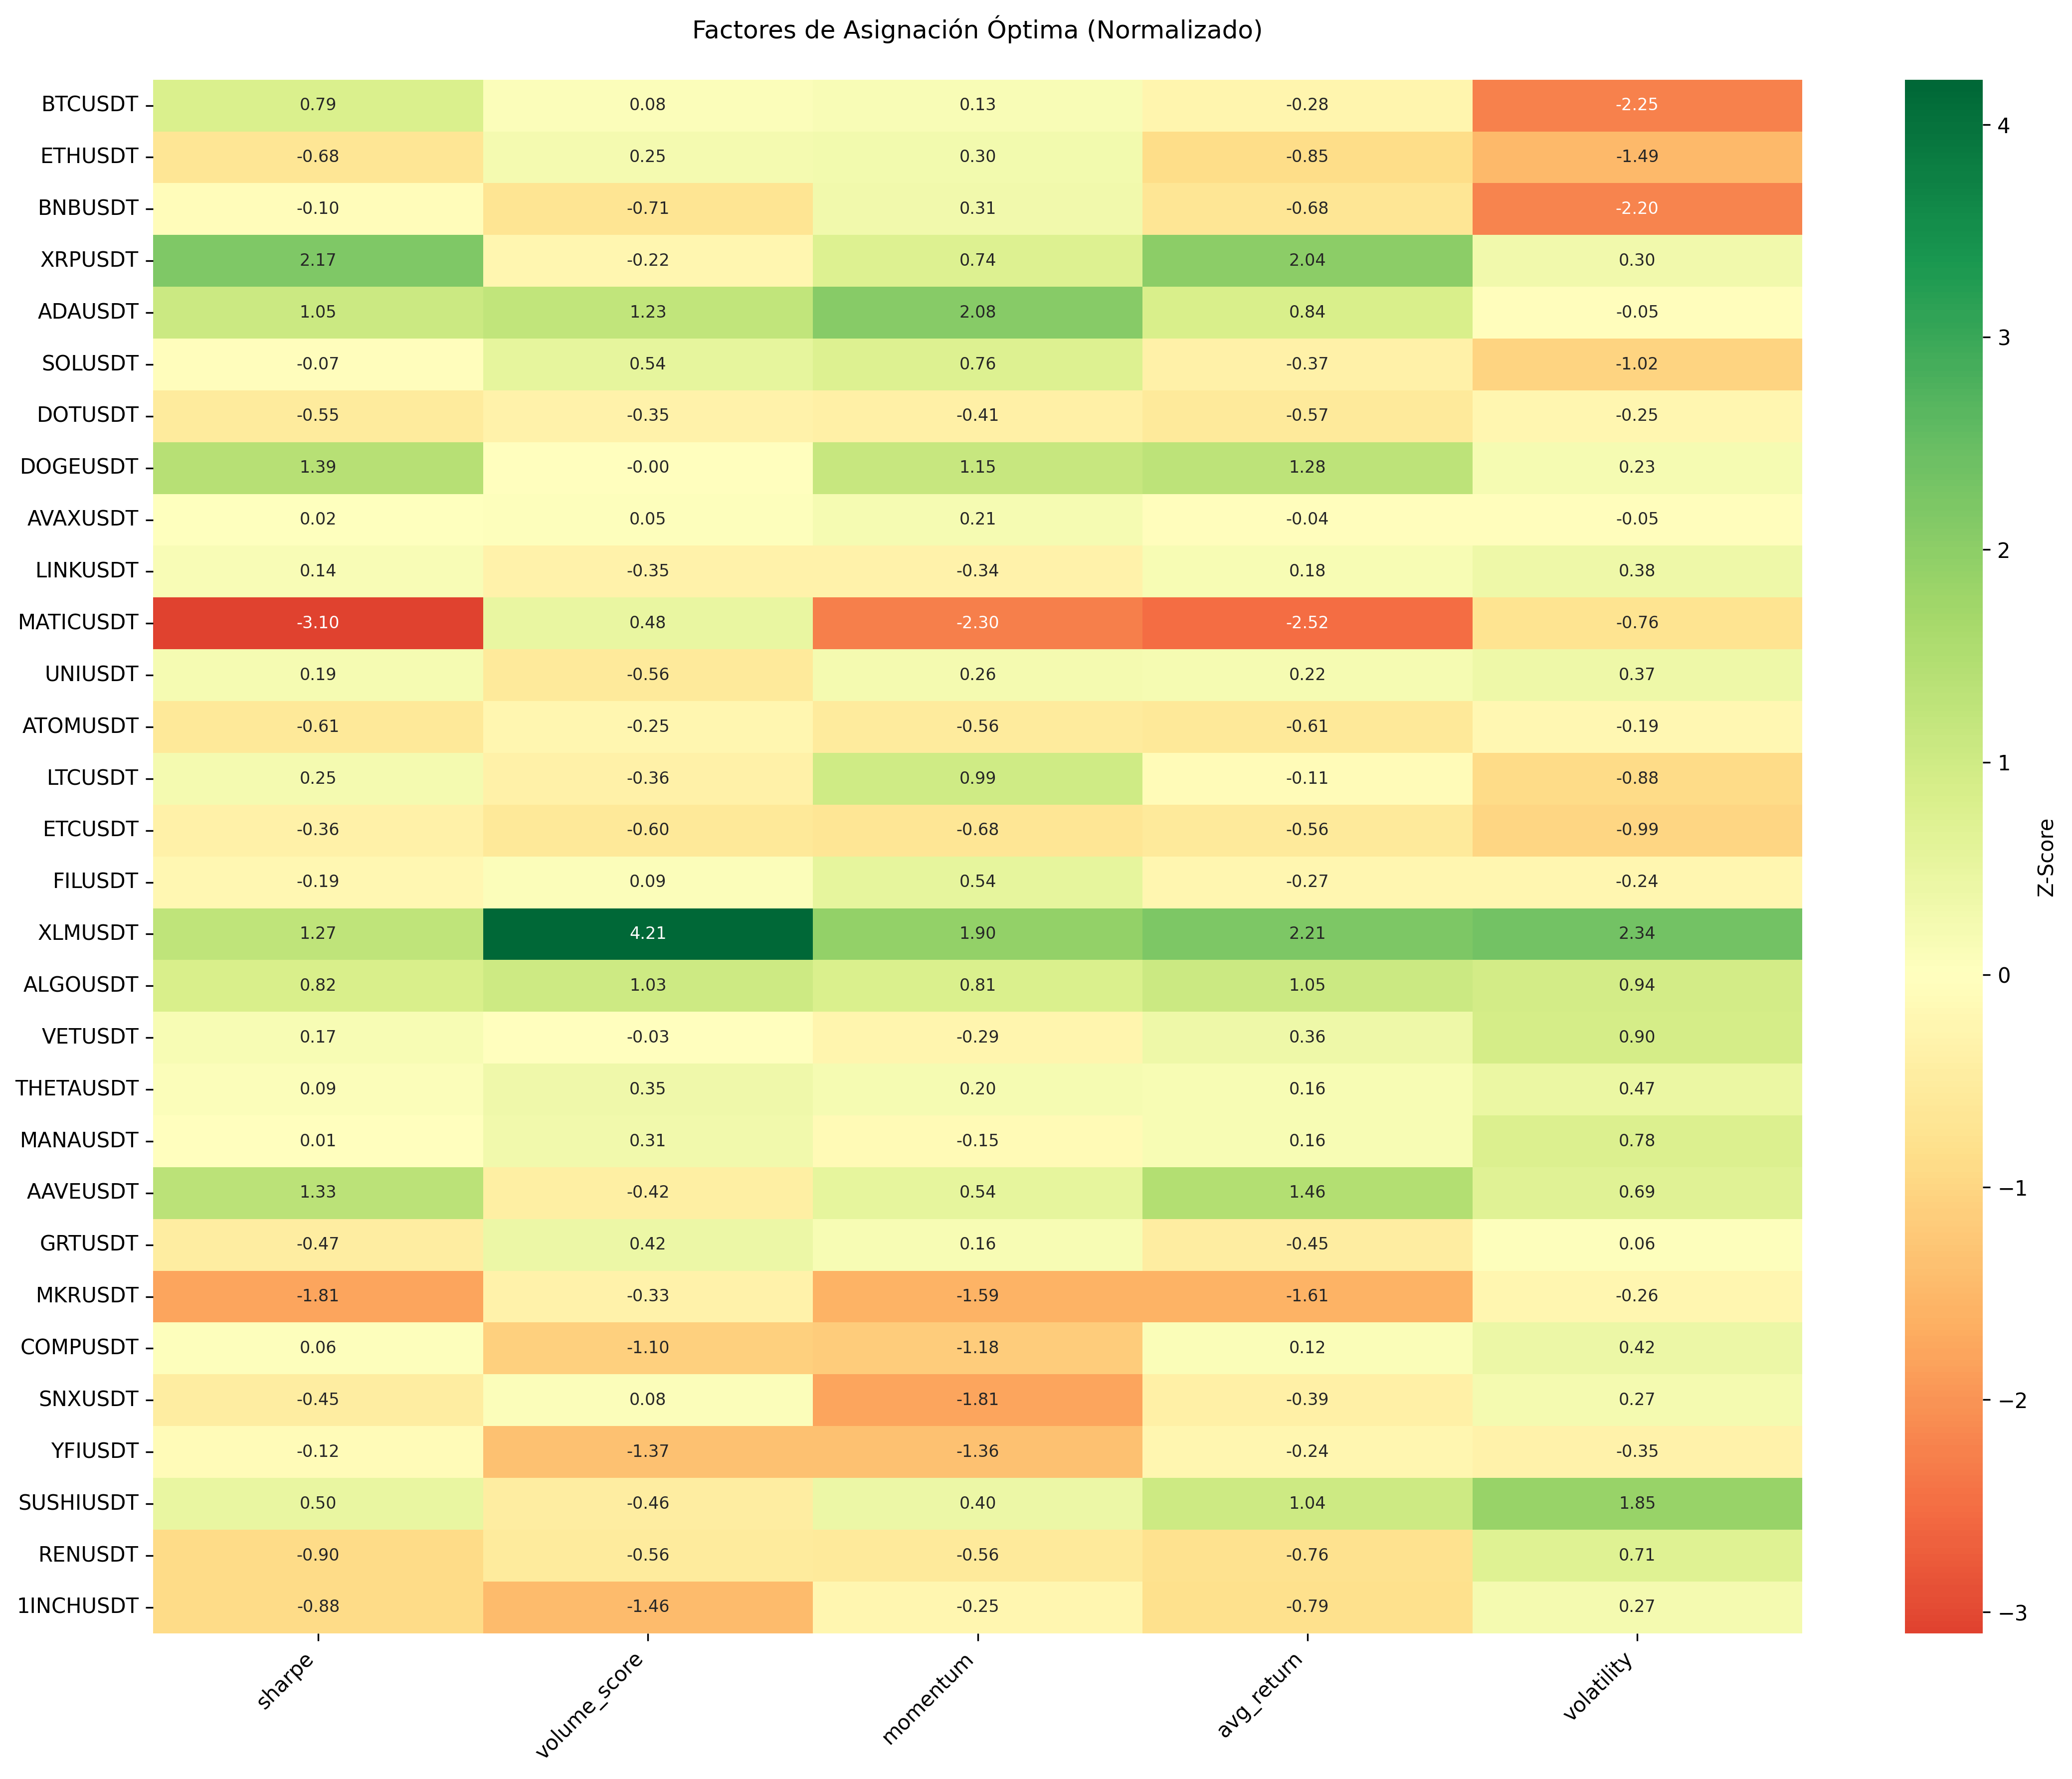 Factores de Asignación Óptima (Normalizado)
BTCUSDT 0.79 0.08 0.13 -0.28 -2.25
ETHUSDT -0.68 0.25 0.30 -0.85 -1.49
BNBUSDT -0.10 -0.71 0.31 -0.68 -2.20
XRPUSDT 2.17 -0.22 0.74 2.04 0.30
ADAUSDT 1.05 1.23 2.08 0.84 -0.05
SOLUSDT -0.07 0.54 0.76 -0.37 -1.02
DOTUSDT -0.55 -0.35 -0.41 -0.57 -0.25
DOGEUSDT 1.39 -0.00 1.15 1.28 0.23
AVAXUSDT 0.02 0.05 0.21 -0.04 -0.05
LINKUSDT 0.14 -0.35 -0.34 0.18 0.38
MATICUSDT -3.10 0.48 -2.30 -2.52 -0.76
UNIUSDT 0.19 -0.56 0.26 0.22 0.37
ATOMUSDT -0.61 -0.25 -0.56 -0.61 -0.19
LTCUSDT 0.25 -0.36 0.99 -0.11 -0.88
ETCUSDT -0.36 -0.60 -0.68 -0.56 -0.99
FILUSDT -0.19 0.09 0.54 -0.27 -0.24
XLMUSDT 1.27 4.21 1.90 2.21 2.34
ALGOUSDT 0.82 1.03 0.81 1.05 0.94
VETUSDT 0.17 -0.03 -0.29 0.36 0.90
THETAUSDT 0.09 0.35 0.20 0.16 0.47
MANAUSDT 0.01 0.31 -0.15 0.16 0.78
AAVEUSDT 1.33 -0.42 0.54 1.46 0.69
GRTUSDT -0.47 0.42 0.16 -0.45 0.06
MKRUSDT -1.81 -0.33 -1.59 -1.61 -0.26
COMPUSDT 0.06 -1.10 -1.18 0.12 0.42
SNXUSDT -0.45 0.08 -1.81 -0.39 0.27
YFIUSDT -0.12 -1.37 -1.36 -0.24 -0.35
SUSHIUSDT 0.50 -0.46 0.40 1.04 1.85
RENUSDT -0.90 -0.56 -0.56 -0.76 0.71
1INCHUSDT -0.88 -1.46 -0.25 -0.79 0.27
sharpe volume_score momentum avg_return volatility
4
3
2
1
0
−1
−2
−3
Z-Score